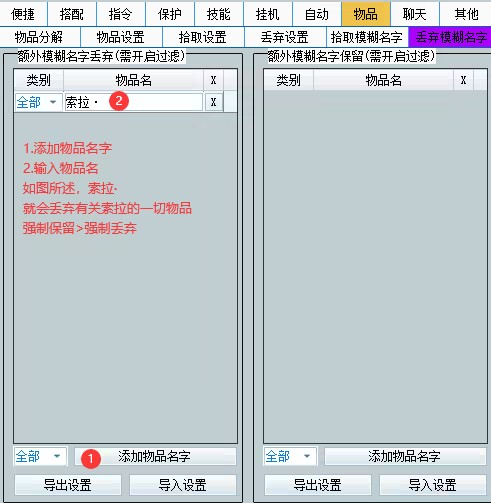 便捷 搭配 指令 保护 技能 挂机 自动 物品 聊天 其他
物品分解 物品设置 拾取设置 丢弃设置 拾取模糊名字 丢弃模糊名字
额外模糊名字丢弃(需开启过滤) 额外模糊名字保留(需开启过滤)
类别 物品名 X 类别 物品名 X
全部 索拉· 2 X
1.添加物品名字
2.输入物品名
如图所述，索拉·
就会丢弃有关索拉的一切物品
强制保留>强制丢弃
全部 1 添加物品名字 全部 添加物品名字
导出设置 导入设置 导出设置 导入设置